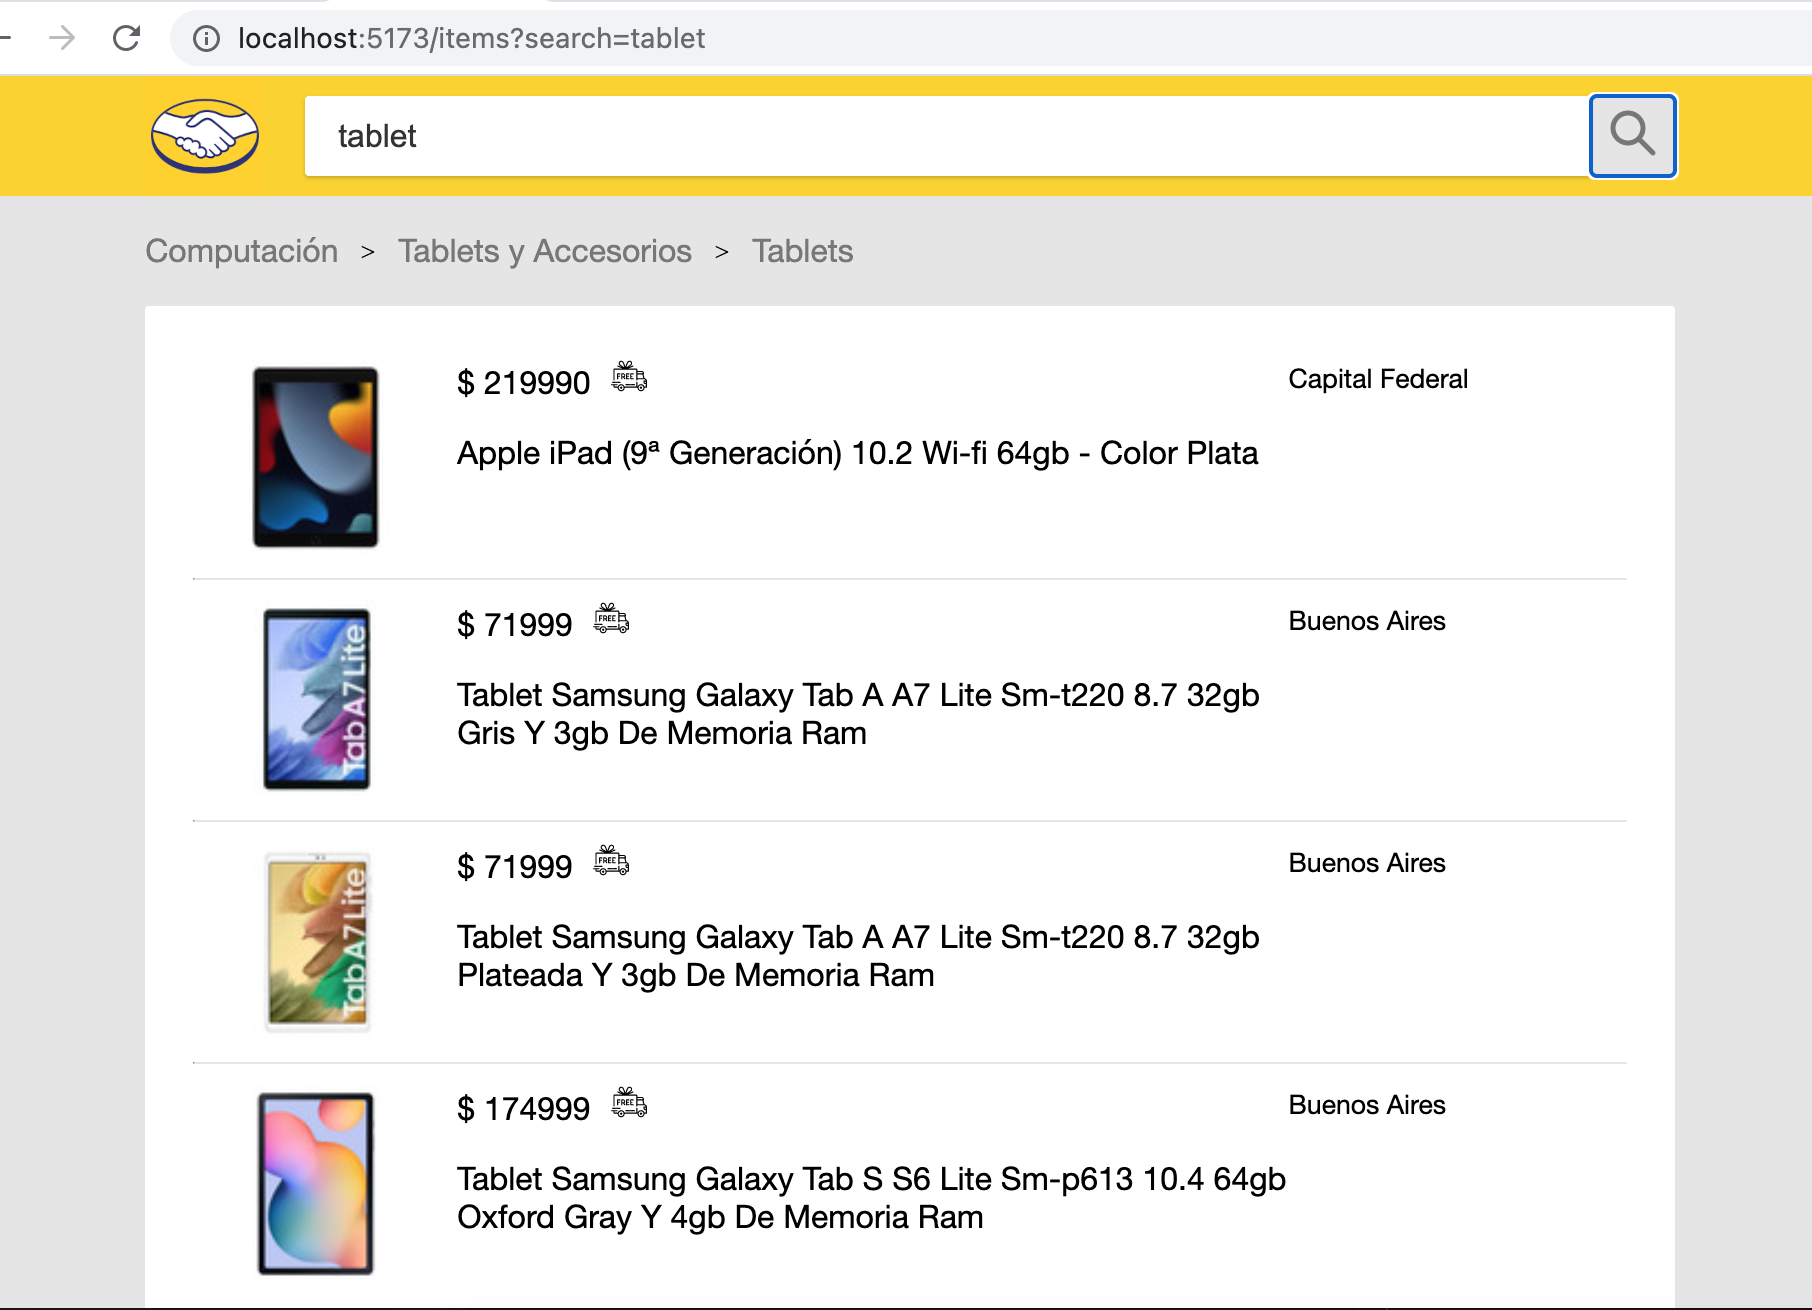 localhost:5173/items?search=tablet
tablet
Computación > Tablets y Accesorios > Tablets
$ 219990 FREE Capital Federal
Apple iPad (9ª Generación) 10.2 Wi-fi 64gb - Color Plata
Tab A7 Lite
$ 71999 FREE Buenos Aires
Tablet Samsung Galaxy Tab A A7 Lite Sm-t220 8.7 32gb
Gris Y 3gb De Memoria Ram
Tab A7 Lite
$ 71999 FREE Buenos Aires
Tablet Samsung Galaxy Tab A A7 Lite Sm-t220 8.7 32gb
Plateada Y 3gb De Memoria Ram
$ 174999 FREE Buenos Aires
Tablet Samsung Galaxy Tab S S6 Lite Sm-p613 10.4 64gb
Oxford Gray Y 4gb De Memoria Ram